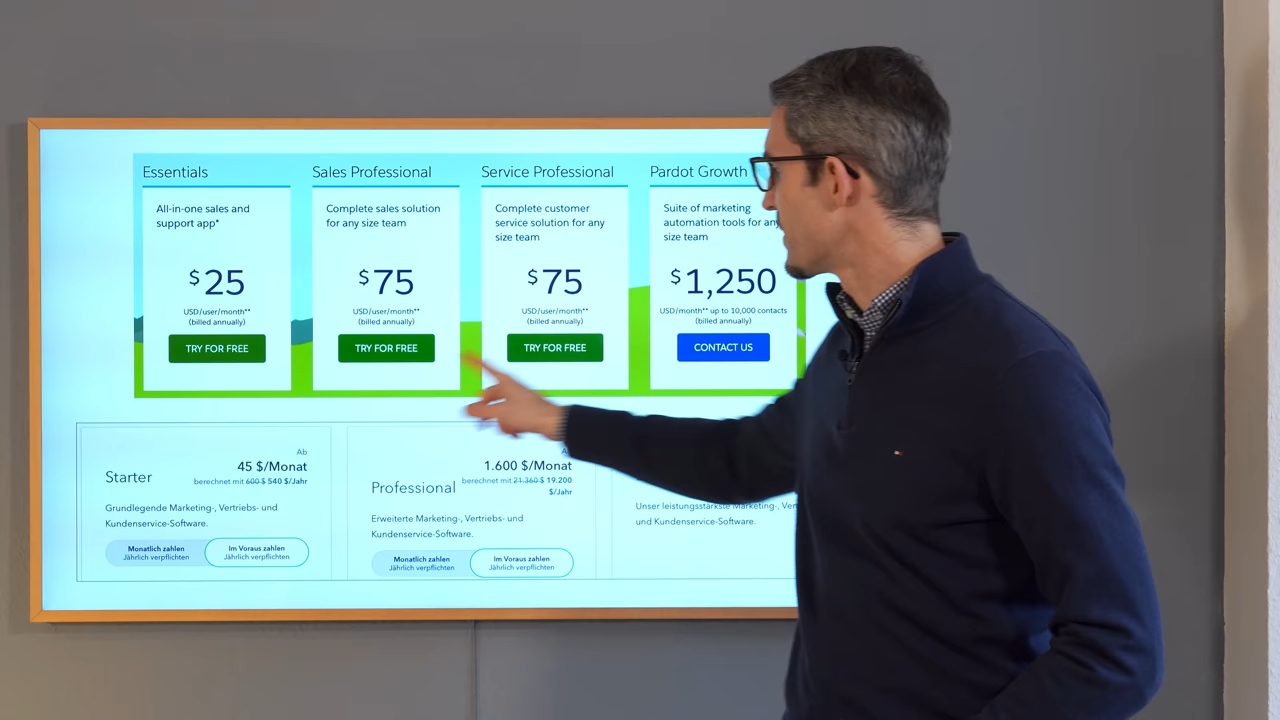 Essentials
All-in-one sales and
support app*
$25
USD/user/month**
(billed annually)
TRY FOR FREE
Sales Professional
Complete sales solution
for any size team
$75
USD/user/month**
(billed annually)
TRY FOR FREE
Service Professional
Complete customer
service solution for any
size team
$75
USD/user/month**
(billed annually)
TRY FOR FREE
Pardot Growth
Suite of marketing
automation tools for any
size team
$1,250
USD/month** up to 10,000 contacts
(billed annually)
CONTACT US
Starter
Ab
45 $/Monat
berechnet mit 600 $ 540 $/Jahr
Grundlegende Marketing-, Vertriebs- und
Kundenservice-Software.
Monatlich zahlen
Jährlich verpflichten
Im Voraus zahlen
Jährlich verpflichten
Professional
1.600 $/Monat
berechnet mit 21.360 $ 19.200
$/Jahr
Erweiterte Marketing-, Vertriebs- und
Kundenservice-Software.
Monatlich zahlen
Jährlich verpflichten
Im Voraus zahlen
Jährlich verpflichten
Unser leistungsstärkste Marketing-,
und Kundenservice-Software.